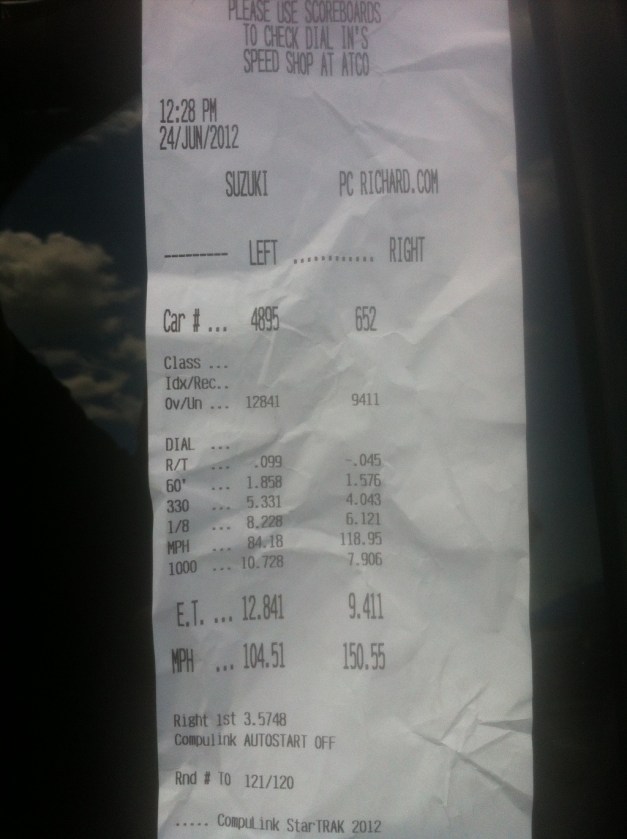 PLEASE USE SCOREBOARDS
TO CHECK DIAL IN'S
SPEED SHOP AT ATCO
12:28 PM
24/JUN/2012
SUZUKI PC RICHARD.COM
--------- LEFT ............ RIGHT
Car # ... 4895 652
Class ...
Idx/Rec..
Ov/Un ... 12841 9411
DIAL ...
R/T ... .099 -.045
60' ... 1.858 1.576
330 ... 5.331 4.043
1/8 ... 8.228 6.121
MPH ... 84.18 118.95
1000 ... 10.728 7.906
E.T. ... 12.841 9.411
MPH ... 104.51 150.55
Right 1st 3.5748
Compulink AUTOSTART OFF
Rnd # TO 121/120
..... CompuLink StarTRAK 2012